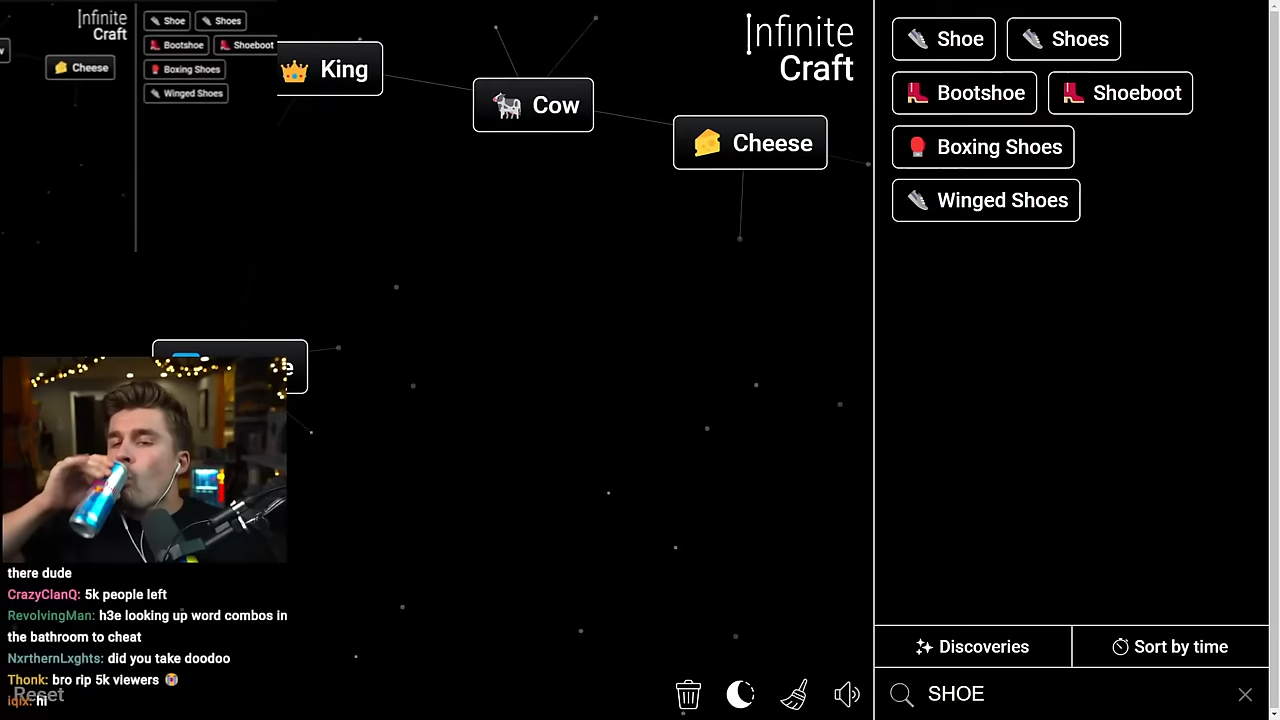 Infinite
Craft
Shoe
Shoes
Bootshoe
Shoeboot
Cheese
Boxing Shoes
Winged Shoes
King
Cow
Cheese
Infinite
Craft
Shoe
Shoes
Bootshoe
Shoeboot
Boxing Shoes
Winged Shoes
there dude
CrazyClanQ: 5k people left
RevolvingMan: h3e looking up word combos in
the bathroom to cheat
NxrthernLxghts: did you take doodoo
Thonk: bro rip 5k viewers
iqix: hi
Reset
Discoveries
Sort by time
SHOE